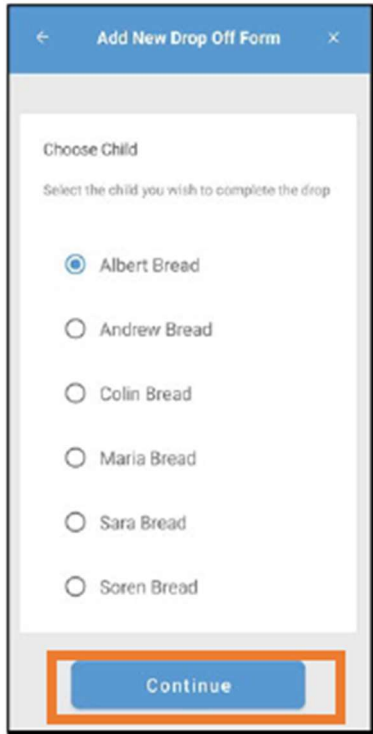 Add New Drop Off Form
Choose Child
Select the child you wish to complete the drop
Albert Bread
Andrew Bread
Colin Bread
Maria Bread
Sara Bread
Soren Bread
Continue